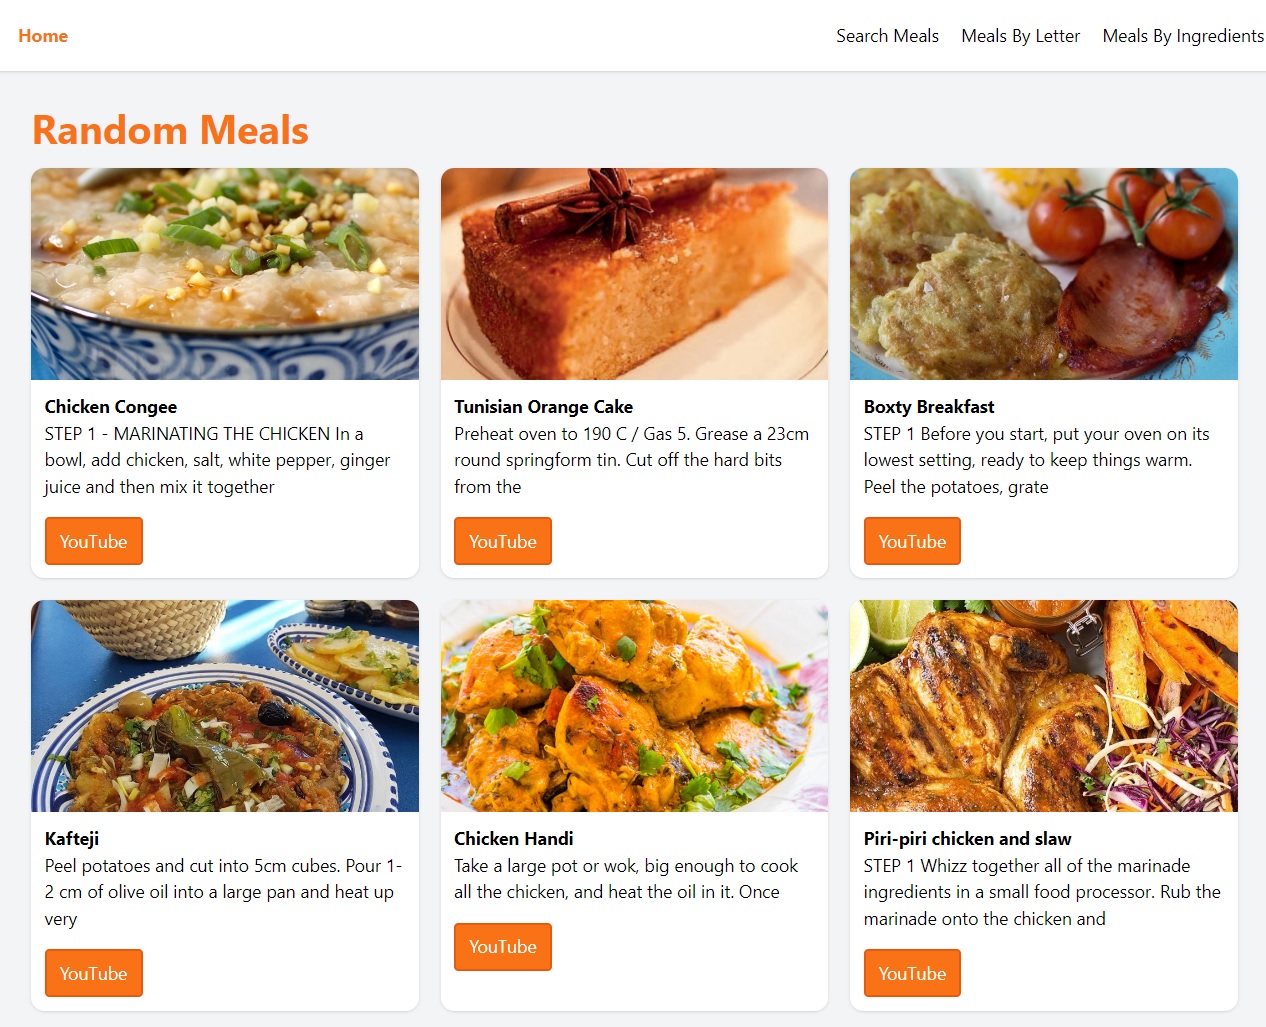 Home
Search Meals
Meals By Letter
Meals By Ingredients
Random Meals
Chicken Congee
STEP 1 - MARINATING THE CHICKEN In a
bowl, add chicken, salt, white pepper, ginger
juice and then mix it together
YouTube
Tunisian Orange Cake
Preheat oven to 190 C / Gas 5. Grease a 23cm
round springform tin. Cut off the hard bits
from the
YouTube
Boxty Breakfast
STEP 1 Before you start, put your oven on its
lowest setting, ready to keep things warm.
Peel the potatoes, grate
YouTube
Kafteji
Peel potatoes and cut into 5cm cubes. Pour 1-
2 cm of olive oil into a large pan and heat up
very
YouTube
Chicken Handi
Take a large pot or wok, big enough to cook
all the chicken, and heat the oil in it. Once
YouTube
Piri-piri chicken and slaw
STEP 1 Whizz together all of the marinade
ingredients in a small food processor. Rub the
marinade onto the chicken and
YouTube